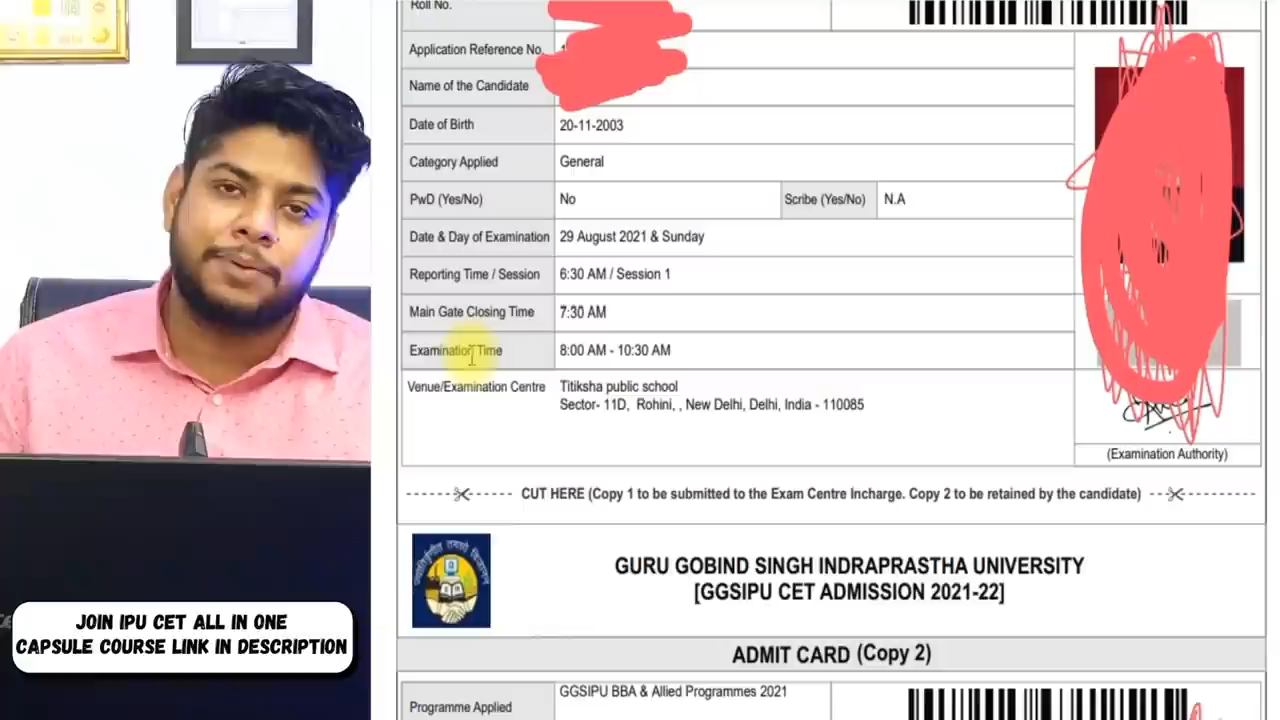 Roll No.
Application Reference No.
Name of the Candidate
Date of Birth 20-11-2003
Category Applied General
PwD (Yes/No) No Scribe (Yes/No) N.A
Date & Day of Examination 29 August 2021 & Sunday
Reporting Time / Session 6:30 AM / Session 1
Main Gate Closing Time 7:30 AM
Examination Time 8:00 AM - 10:30 AM
Venue/Examination Centre Titiksha public school
Sector- 11D, Rohini, , New Delhi, Delhi, India - 110085
(Examination Authority)
CUT HERE (Copy 1 to be submitted to the Exam Centre Incharge. Copy 2 to be retained by the candidate)
GURU GOBIND SINGH INDRAPRASTHA UNIVERSITY
[GGSIPU CET ADMISSION 2021-22]
ADMIT CARD (Copy 2)
Programme Applied GGSIPU BBA & Allied Programmes 2021
JOIN IPU CET ALL IN ONE
CAPSULE COURSE LINK IN DESCRIPTION